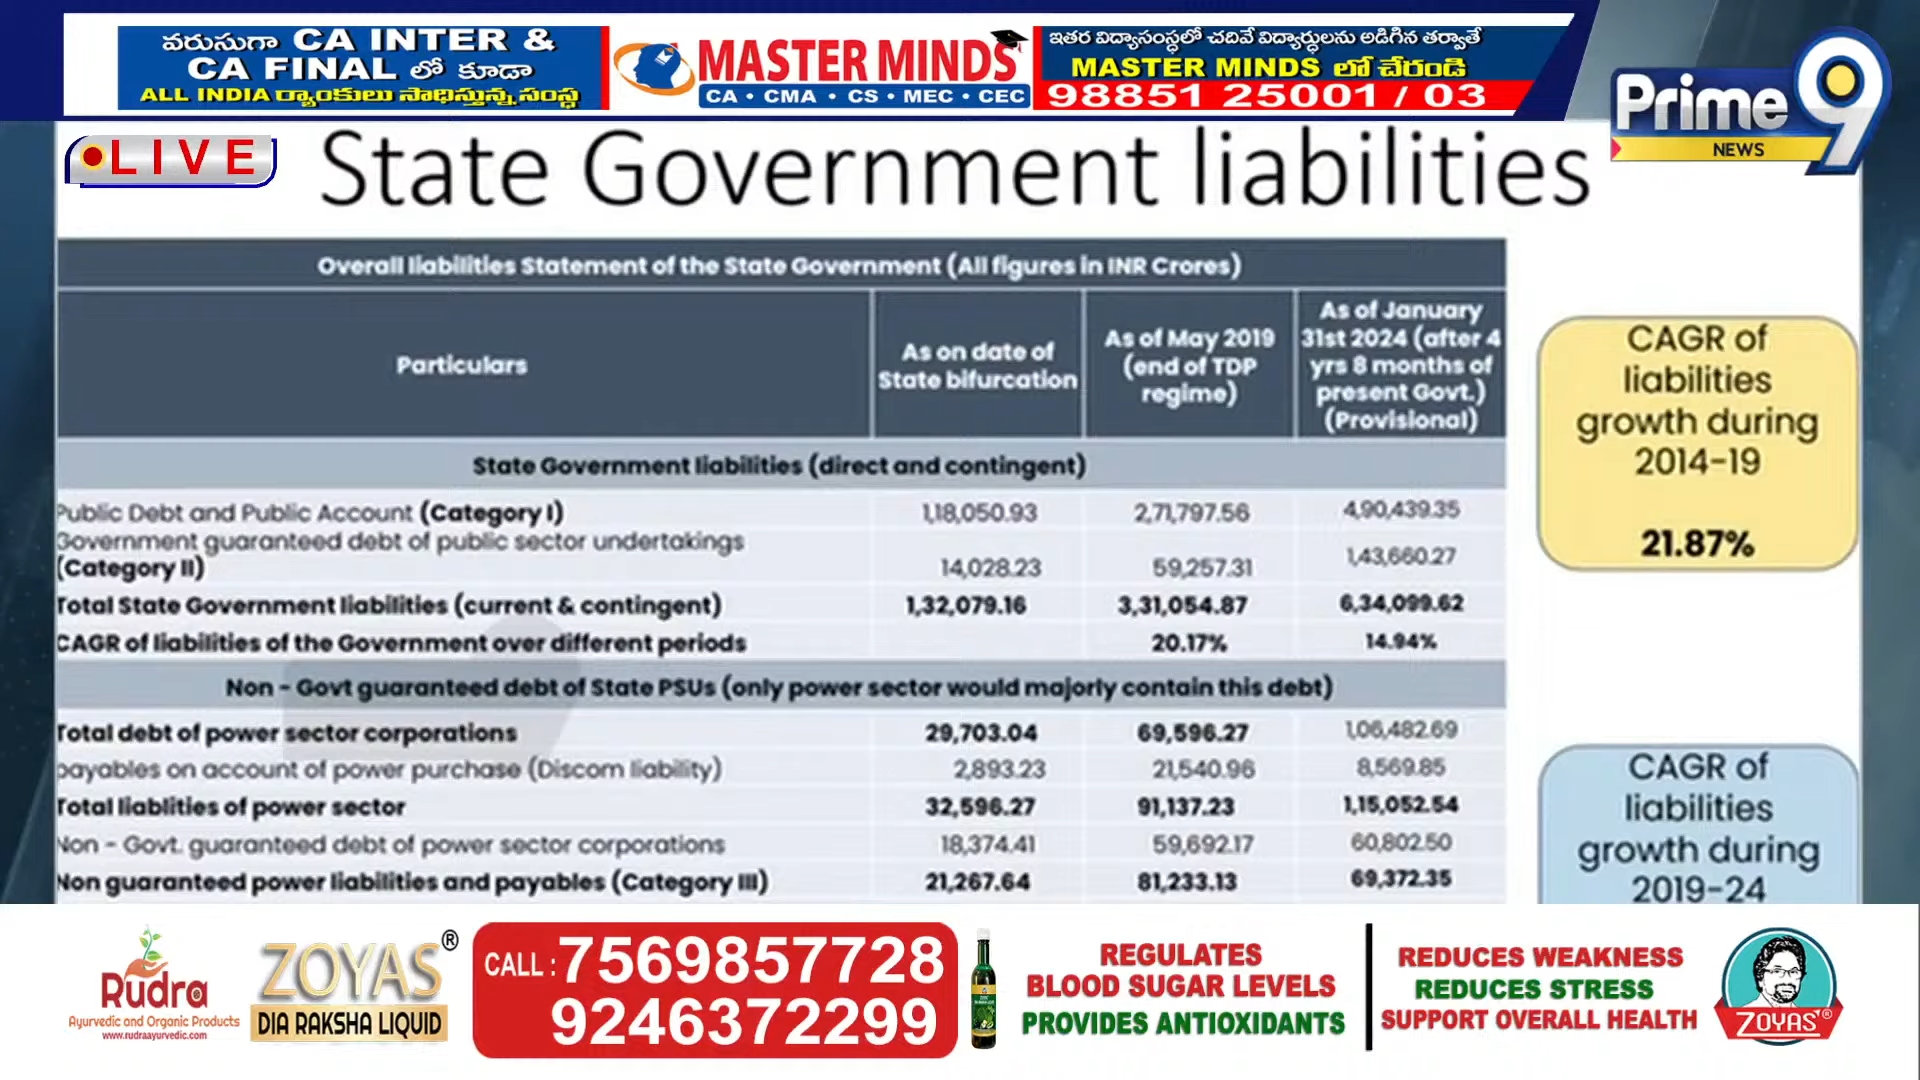 వరుసుగా CA INTER &
CA FINAL లో కూడా
ALL INDIA ర్యాంకులు సాధిస్తున్న సంస్థ
MASTER MINDS
CA • CMA • CS • MEC • CEC
ఇతర విద్యాసంస్థలో చదివే విద్యార్థులను అడిగిన తర్వాతే
MASTER MINDS లో చేరండి
98851 25001 / 03
Prime9
NEWS
LIVE
State Government liabilities
Overall liabilities Statement of the State Government (All figures in INR Crores)
Particulars
As on date of
State bifurcation
As of May 2019
(end of TDP
regime)
As of January
31st 2024 (after 4
yrs 8 months of
present Govt.)
(Provisional)
State Government liabilities (direct and contingent)
Public Debt and Public Account (Category I) 1,18,050.93 2,71,797.56 4,90,439.35
Government guaranteed debt of public sector undertakings
(Category II) 14,028.23 59,257.31 1,43,660.27
Total State Government liabilities (current & contingent) 1,32,079.16 3,31,054.87 6,34,099.62
CAGR of liabilities of the Government over different periods 20.17% 14.94%
Non - Govt guaranteed debt of State PSUs (only power sector would majorly contain this debt)
Total debt of power sector corporations 29,703.04 69,596.27 1,06,482.69
payables on account of power purchase (Discom liability) 2,893.23 21,540.96 8,569.85
Total liablities of power sector 32,596.27 91,137.23 1,15,052.54
Non - Govt. guaranteed debt of power sector corporations 18,374.41 59,692.17 60,802.50
Non guaranteed power liabilities and payables (Category III) 21,267.64 81,233.13 69,372.35
CAGR of
liabilities
growth during
2014-19
21.87%
CAGR of
liabilities
growth during
2019-24
Rudra
Ayurvedic and Organic Products
www.rudraayurvedic.com
ZOYAS®
DIA RAKSHA LIQUID
CALL : 7569857728
9246372299
REGULATES
BLOOD SUGAR LEVELS
PROVIDES ANTIOXIDANTS
REDUCES WEAKNESS
REDUCES STRESS
SUPPORT OVERALL HEALTH
ZOYAS®